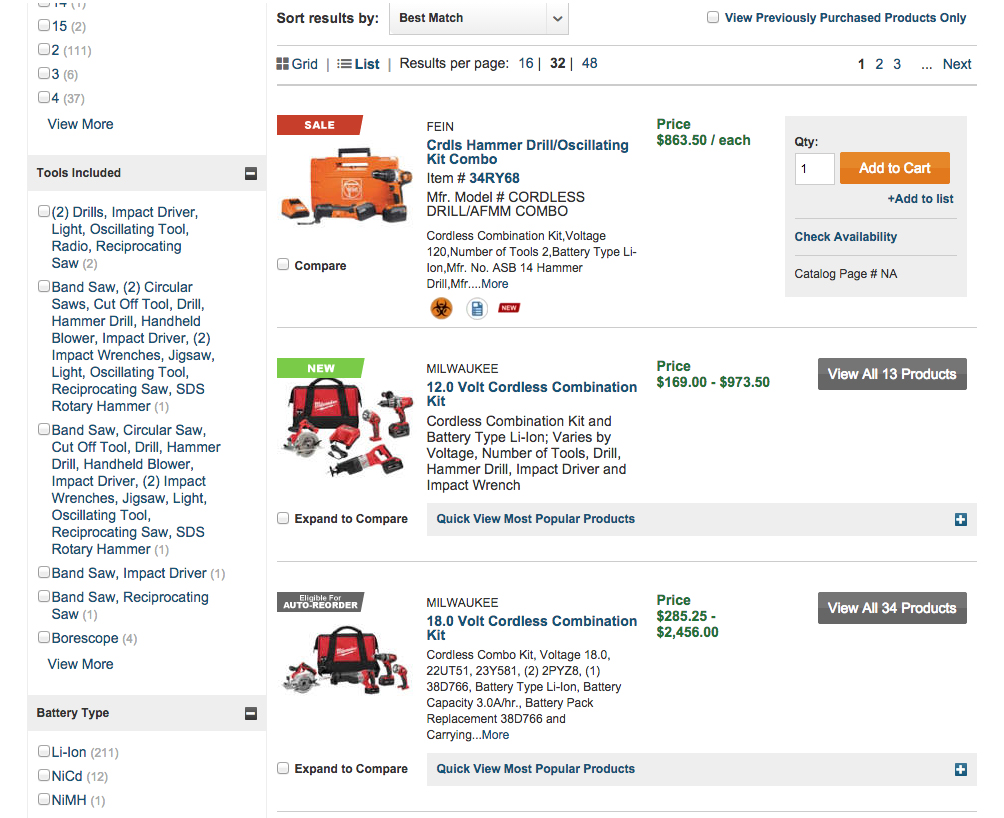 14 (1)
15 (2)
2 (111)
3 (6)
4 (37)
View More
Tools Included
(2) Drills, Impact Driver,
Light, Oscillating Tool,
Radio, Reciprocating
Saw (2)
Band Saw, (2) Circular
Saws, Cut Off Tool, Drill,
Hammer Drill, Handheld
Blower, Impact Driver, (2)
Impact Wrenches, Jigsaw,
Light, Oscillating Tool,
Reciprocating Saw, SDS
Rotary Hammer (1)
Band Saw, Circular Saw,
Cut Off Tool, Drill, Hammer
Drill, Handheld Blower,
Impact Driver, (2) Impact
Wrenches, Jigsaw, Light,
Oscillating Tool,
Reciprocating Saw, SDS
Rotary Hammer (1)
Band Saw, Impact Driver (1)
Band Saw, Reciprocating
Saw (1)
Borescope (4)
View More
Battery Type
Li-Ion (211)
NiCd (12)
NiMH (1)
Sort results by: Best Match
View Previously Purchased Products Only
Grid | List | Results per page: 16 | 32 | 48
1 2 3 ... Next
SALE
Compare
FEIN
Crdls Hammer Drill/Oscillating
Kit Combo
Item # 34RY68
Mfr. Model # CORDLESS
DRILL/AFMM COMBO
Cordless Combination Kit,Voltage
120,Number of Tools 2,Battery Type Li-
Ion,Mfr. No. ASB 14 Hammer
Drill,Mfr....More
NEW
Price
$863.50 / each
Qty:
1 Add to Cart
+Add to list
Check Availability
Catalog Page # NA
NEW
Milwaukee
Expand to Compare
MILWAUKEE
12.0 Volt Cordless Combination
Kit
Cordless Combination Kit and
Battery Type Li-Ion; Varies by
Voltage, Number of Tools, Drill,
Hammer Drill, Impact Driver and
Impact Wrench
Price
$169.00 - $973.50
View All 13 Products
Quick View Most Popular Products
Eligible For
AUTO-REORDER
Milwaukee
Expand to Compare
MILWAUKEE
18.0 Volt Cordless Combination
Kit
Cordless Combo Kit, Voltage 18.0,
22UT51, 23Y581, (2) 2PYZ8, (1)
38D766, Battery Type Li-Ion, Battery
Capacity 3.0A/hr., Battery Pack
Replacement 38D766 and
Carrying...More
Price
$285.25 -
$2,456.00
View All 34 Products
Quick View Most Popular Products